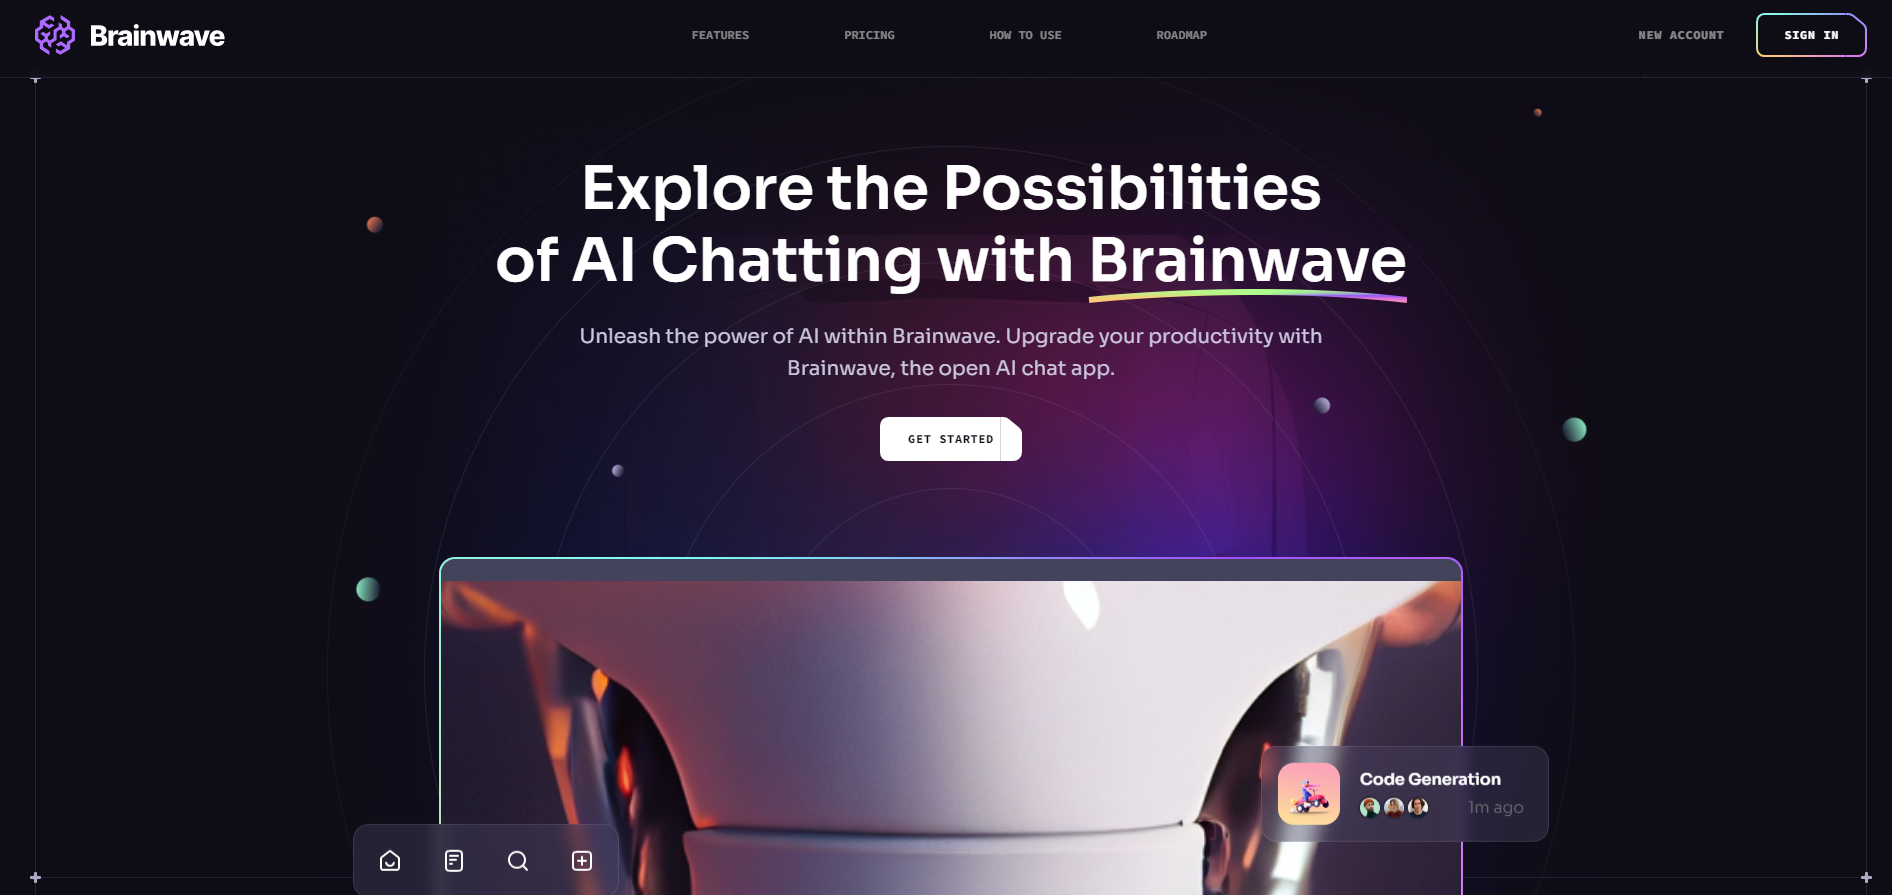 Brainwave
FEATURES
PRICING
HOW TO USE
ROADMAP
NEW ACCOUNT
SIGN IN
Explore the Possibilities
of AI Chatting with Brainwave
Unleash the power of AI within Brainwave. Upgrade your productivity with
Brainwave, the open AI chat app.
GET STARTED
Code Generation
1m ago